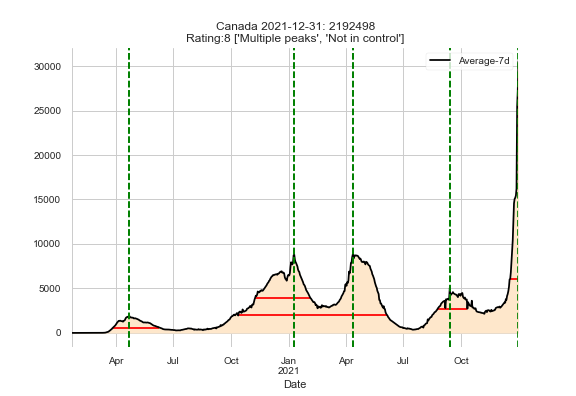 Canada 2021-12-31: 2192498
Rating:8 ['Multiple peaks', 'Not in control']
Average-7d
30000
25000
20000
15000
10000
5000
0
Apr
Jul
Oct
Jan
2021
Apr
Jul
Oct
Date